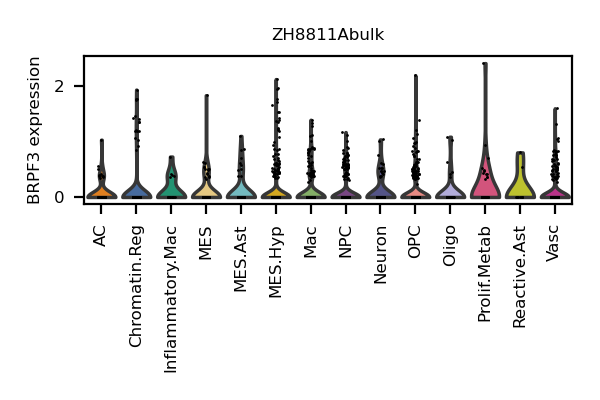 ZH8811Abulk
BRPF3 expression
2
0
AC
Chromatin.Reg
Inflammatory.Mac
MES
MES.Ast
MES.Hyp
Mac
NPC
Neuron
OPC
Oligo
Prolif.Metab
Reactive.Ast
Vasc